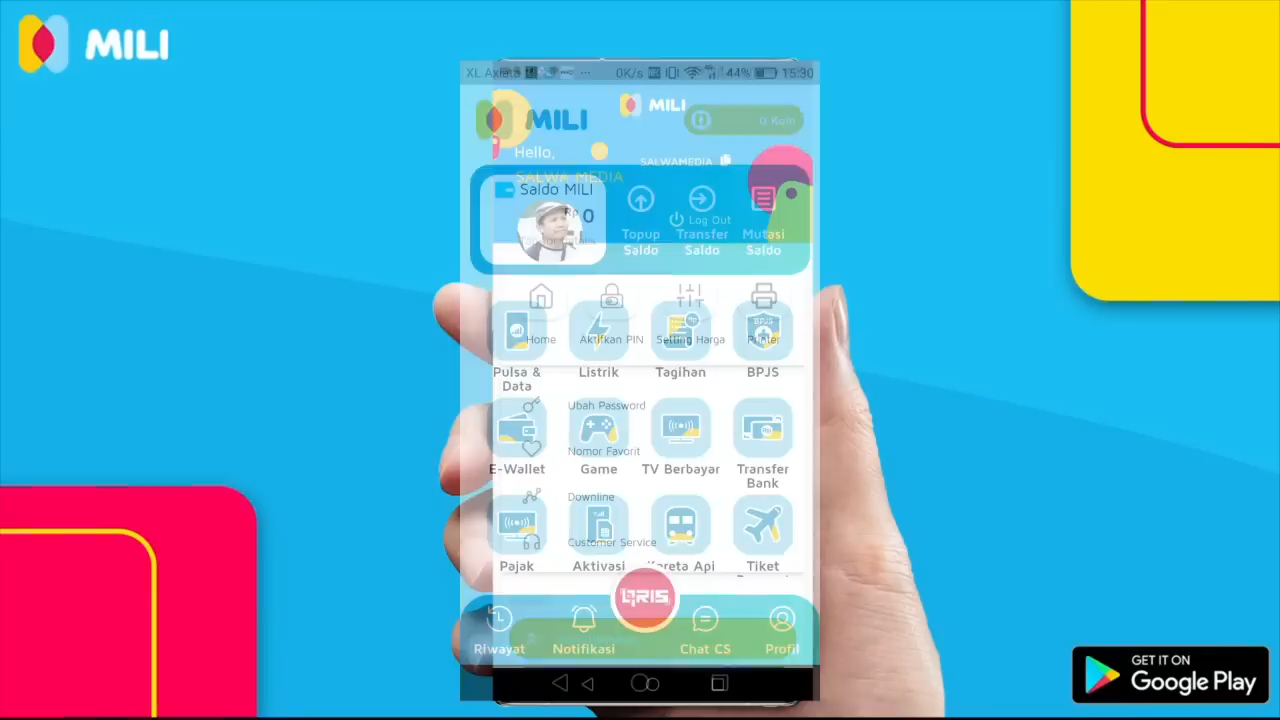 MILI
XL Axiata
0K/s
44%
15:30
MILI
MILI
0 Koin
Hello,
SALWAMEDIA
SALWA MEDIA
Saldo MILI
Rp 0
Log Out
Topup Saldo
Transfer Saldo
Mutasi Saldo
Home
Aktifkan PIN
Setting Harga
Printer
Pulsa & Data
Listrik
Tagihan
BPJS
Ubah Password
Nomor Favorit
E-Wallet
Game
TV Berbayar
Transfer Bank
Downline
Customer Service
Pajak
Aktivasi
Kereta Api
Tiket
QRIS
Riwayat
Notifikasi
Chat CS
Profil
GET IT ON
Google Play